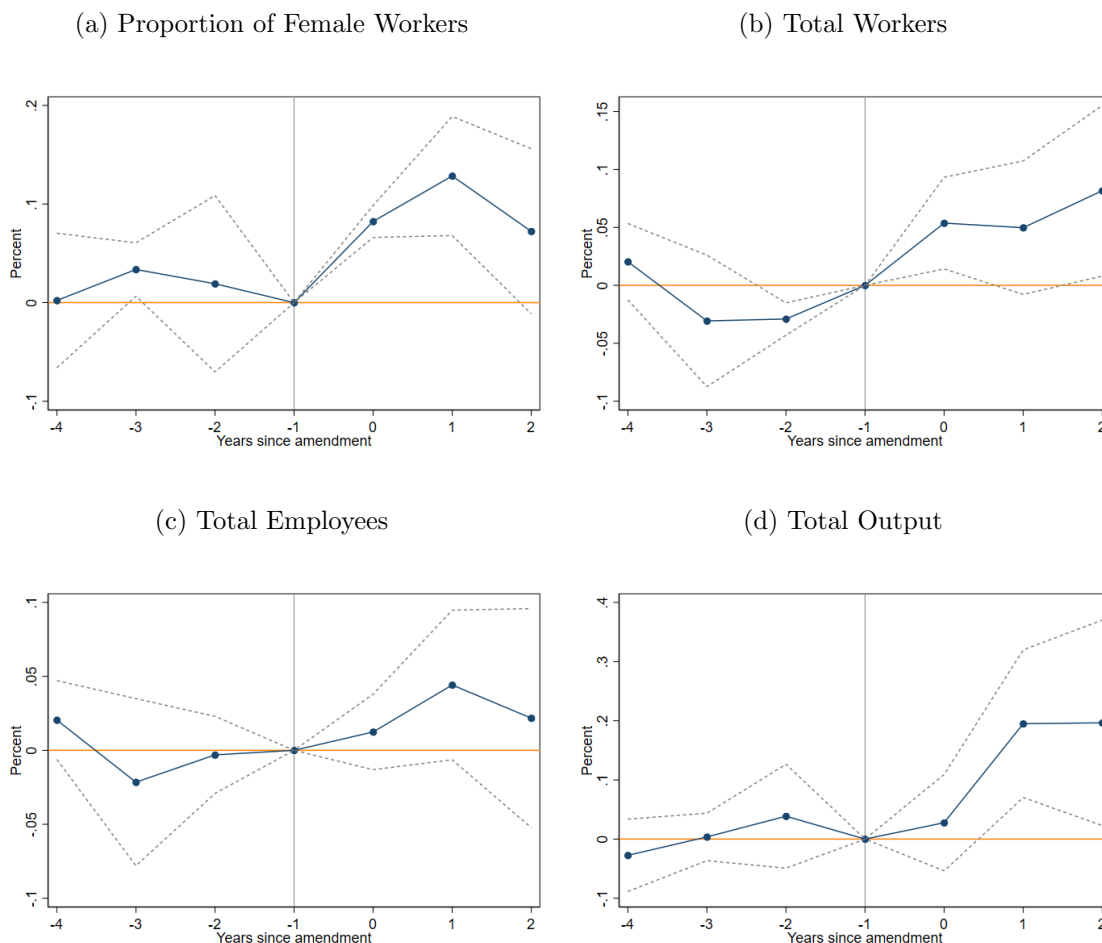 (a) Proportion of Female Workers
(b) Total Workers
Percent
.2
.1
0
-.1
-4 -3 -2 -1 0 1 2
Years since amendment
Percent
.15
.1
.05
0
-.05
-.1
-4 -3 -2 -1 0 1 2
Years since amendment
(c) Total Employees
(d) Total Output
Percent
.1
.05
0
-.05
-.1
-4 -3 -2 -1 0 1 2
Years since amendment
Percent
.4
.3
.2
.1
0
-.1
-4 -3 -2 -1 0 1 2
Years since amendment